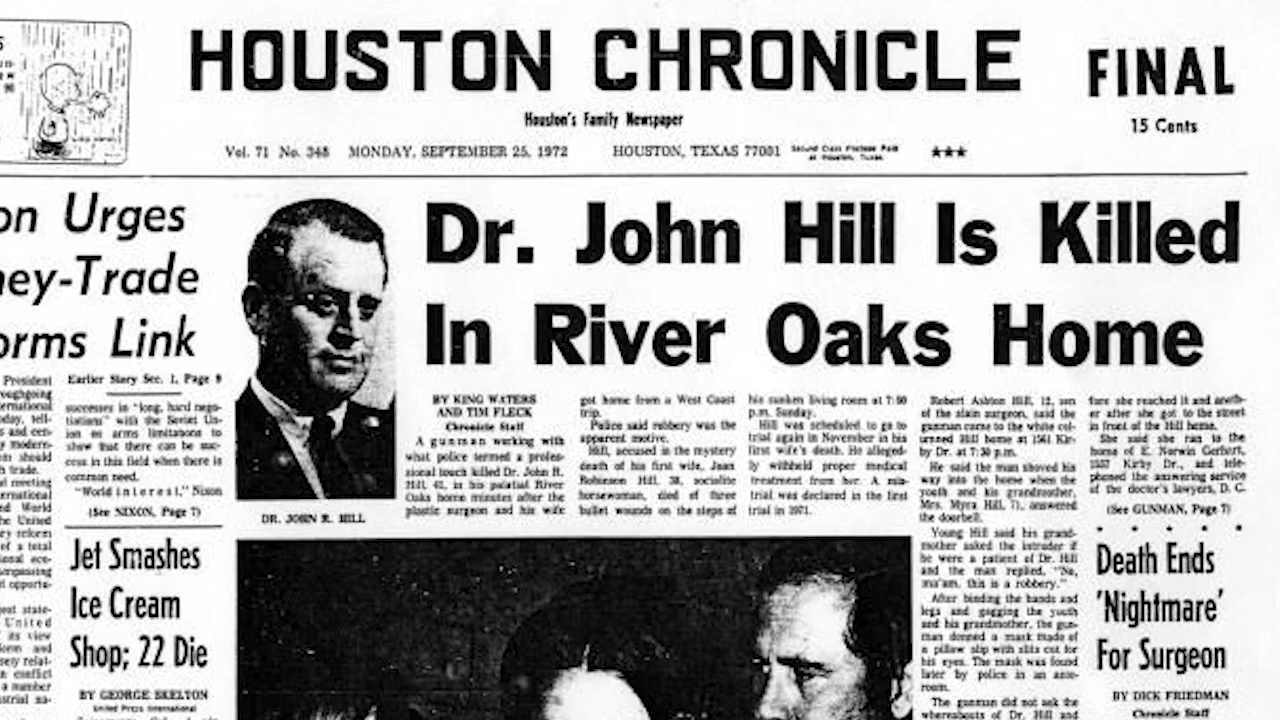 HOUSTON CHRONICLE
FINAL
15 Cents
Houston's Family Newspaper
Vol. 71 No. 348 MONDAY, SEPTEMBER 25, 1972 HOUSTON, TEXAS 77001 Second Class Postage Paid
at Houston, Texas
★★★
on Urges
ney-Trade
orms Link
President
Earlier Story Sec. 1, Page 8
successes in "long, hard nego-
tiations" with the Soviet Un-
ion on arms limitations to
show that there can be suc-
cess in this field when there is
common need.
"World interest," Nixon
(See NIXON, Page 7)
Jet Smashes
Ice Cream
Shop; 22 Die
BY GEORGE SKELTON
United Press International
DR. JOHN R. HILL
Dr. John Hill Is Killed
In River Oaks Home
BY KING WATERS
AND TIM FLECK
Chronicle Staff
A gunman working with
what police termed a profes-
sional touch killed Dr. John R.
Hill, 41, in his palatial River
Oaks home minutes after the
plastic surgeon and his wife
got home from a West Coast
trip.
Police said robbery was the
apparent motive.
Hill, accused in the mystery
death of his first wife, Joan
Robinson Hill, 38, socialite
horsewoman, died of three
bullet wounds on the steps of
his sunken living room at 7:50
p.m. Sunday.
Hill was scheduled to go to
trial again in November in his
first wife's death. He alleged-
ly withheld proper medical
treatment from her. A mis-
trial was declared in the first
trial in 1971.
Robert Ashton Hill, 12, son
of the slain surgeon, said the
gunman came to the white col-
umned Hill home at 1561 Kir-
by Dr. at 7:30 p.m.
He said the man shoved his
way into the home when the
youth and his grandmother,
Mrs. Myra Hill, 71, answered
the doorbell.
Young Hill said his grand-
mother asked the intruder if
he were a patient of Dr. Hill
and the man replied, "No,
ma'am, this is a robbery."
After binding the hands and
legs and gagging the youth
and his grandmother, the gun-
man donned a mask made of
a pillow slip with slits cut for
his eyes. The mask was found
later by police in an ante-
room.
The gunman did not ask the
whereabouts of Dr. Hill and
fore she reached it and anoth-
er after she got to the street
in front of the Hill home.
She said she ran to the
home of E. Norwin Gerhart,
1557 Kirby Dr., and tele-
phoned the answering service
of the doctor's lawyers, D. C.
(See GUNMAN, Page 7)
Death Ends
'Nightmare'
For Surgeon
BY DICK FRIEDMAN
Chronicle Staff